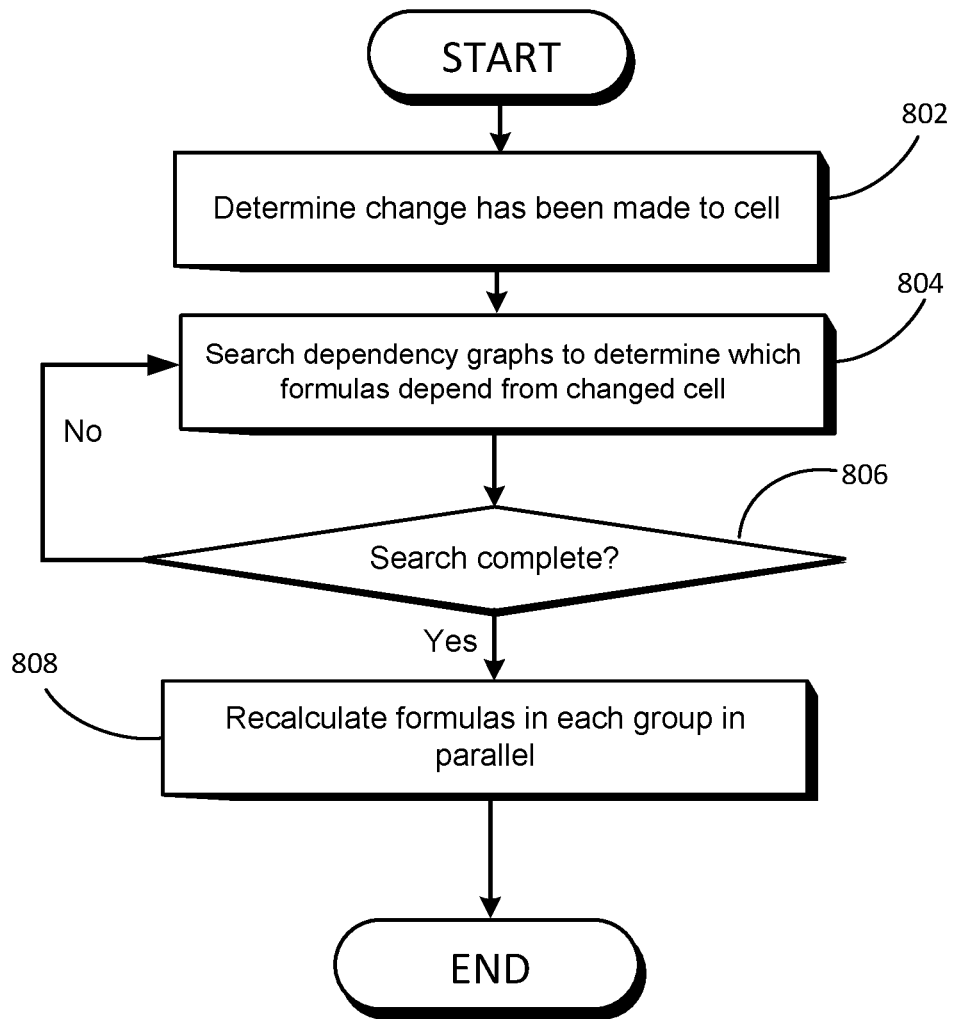 START
802
Determine change has been made to cell
804
Search dependency graphs to determine which
formulas depend from changed cell
No
806
Search complete?
Yes
808
Recalculate formulas in each group in
parallel
END